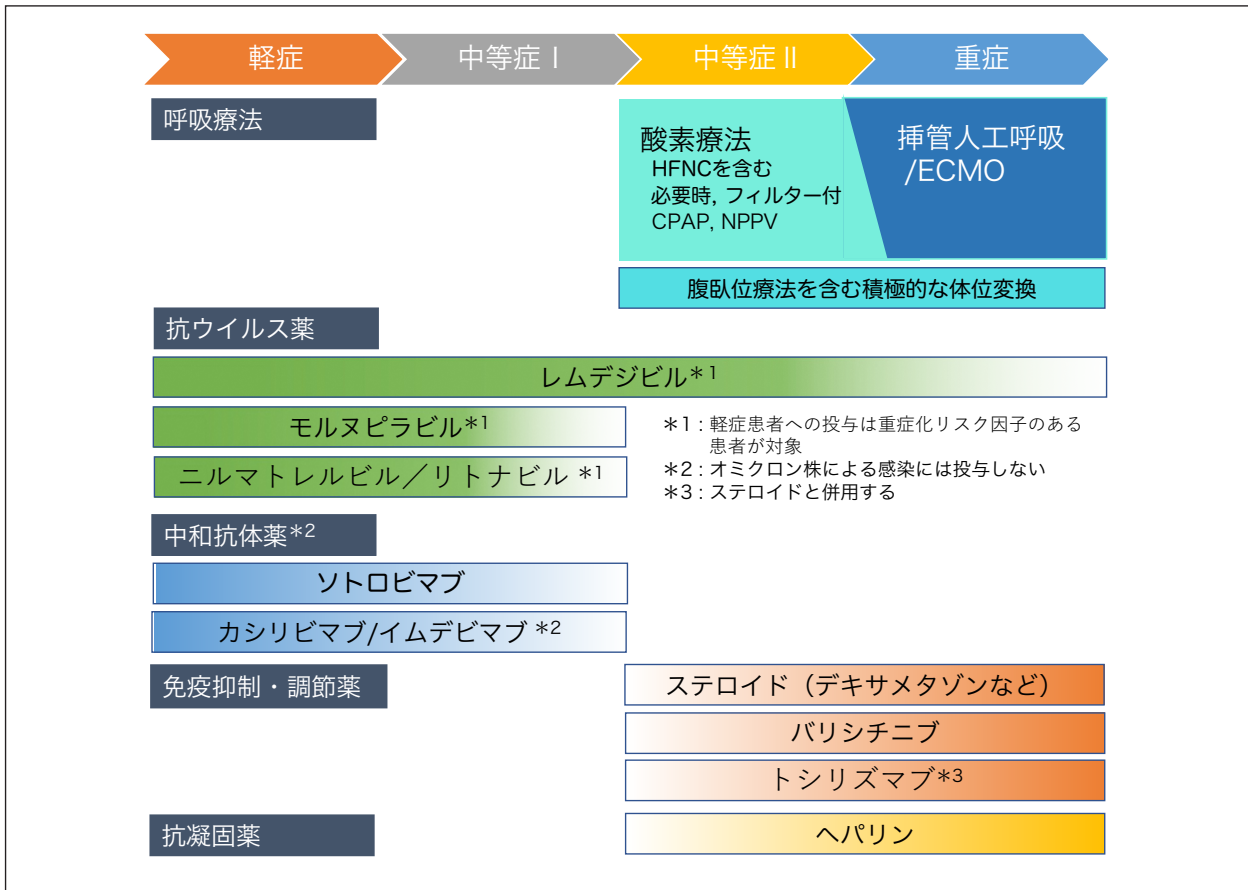 軽症
中等症Ⅰ
中等症Ⅱ
重症
呼吸療法
酸素療法
HFNCを含む
必要時, フィルター付
CPAP, NPPV
挿管人工呼吸
/ECMO
腹臥位療法を含む積極的な体位変換
抗ウイルス薬
レムデジビル*1
モルヌピラビル*1
ニルマトレルビル／リトナビル *1
*1 : 軽症患者への投与は重症化リスク因子のある
患者が対象
*2 : オミクロン株による感染には投与しない
*3 : ステロイドと併用する
中和抗体薬*2
ソトロビマブ
カシリビマブ/イムデビマブ *2
免疫抑制・調節薬
ステロイド（デキサメタゾンなど）
バリシチニブ
トシリズマブ*3
抗凝固薬
ヘパリン